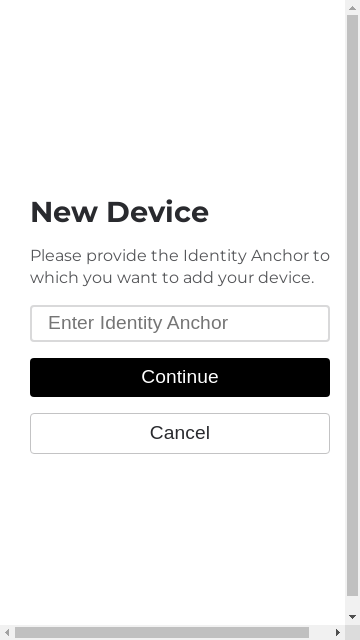 New Device
Please provide the Identity Anchor to
which you want to add your device.
Enter Identity Anchor
Continue
Cancel